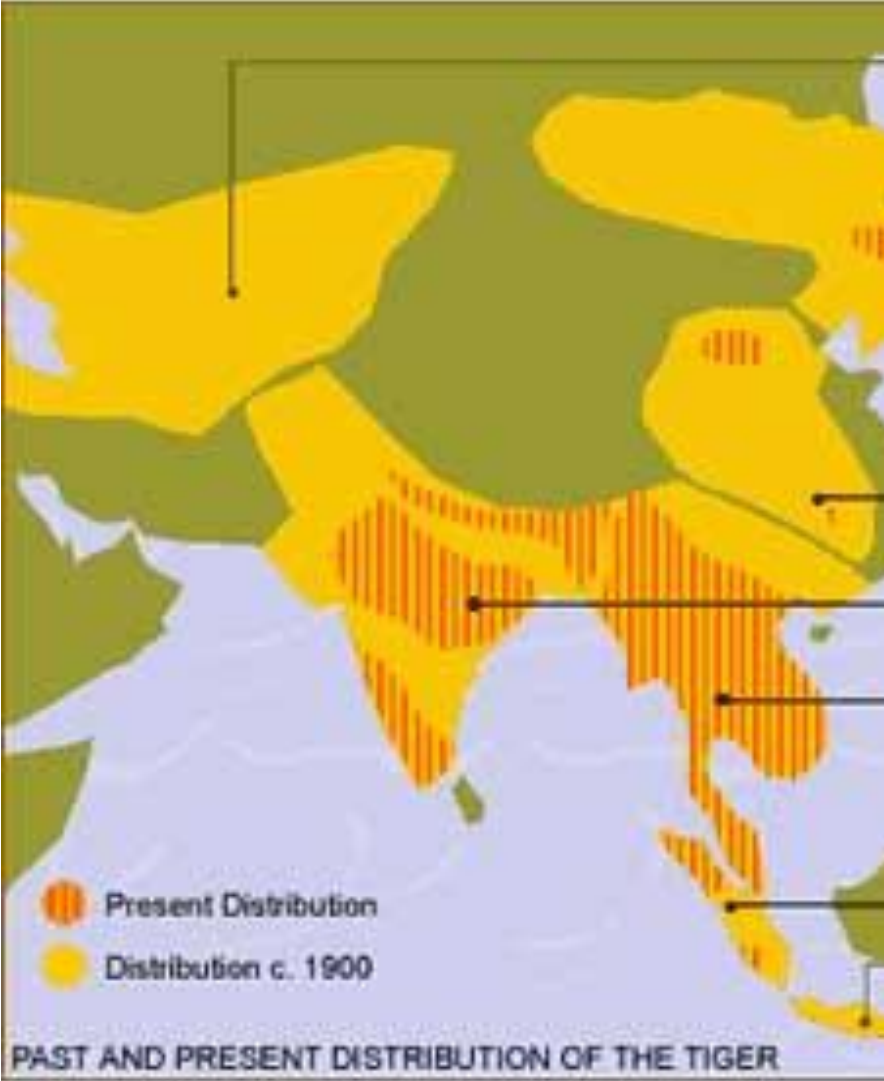 Present Distribution
Distribution c. 1900
PAST AND PRESENT DISTRIBUTION OF THE TIGER